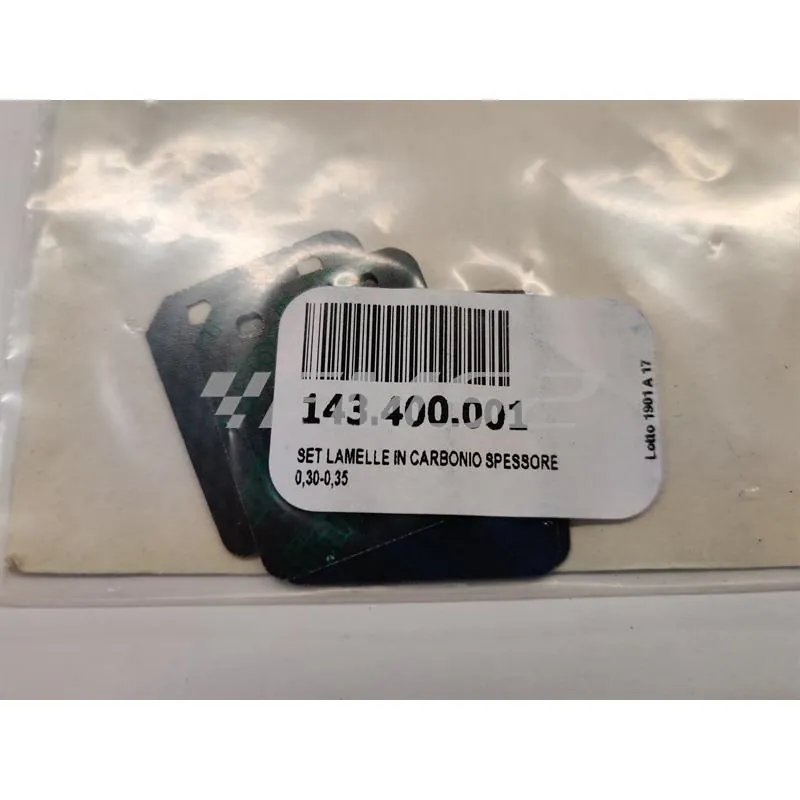 143.400.001
SET LAMELLE IN CARBONIO SPESSORE
0,30-0,35
Lotto 1901 A 17